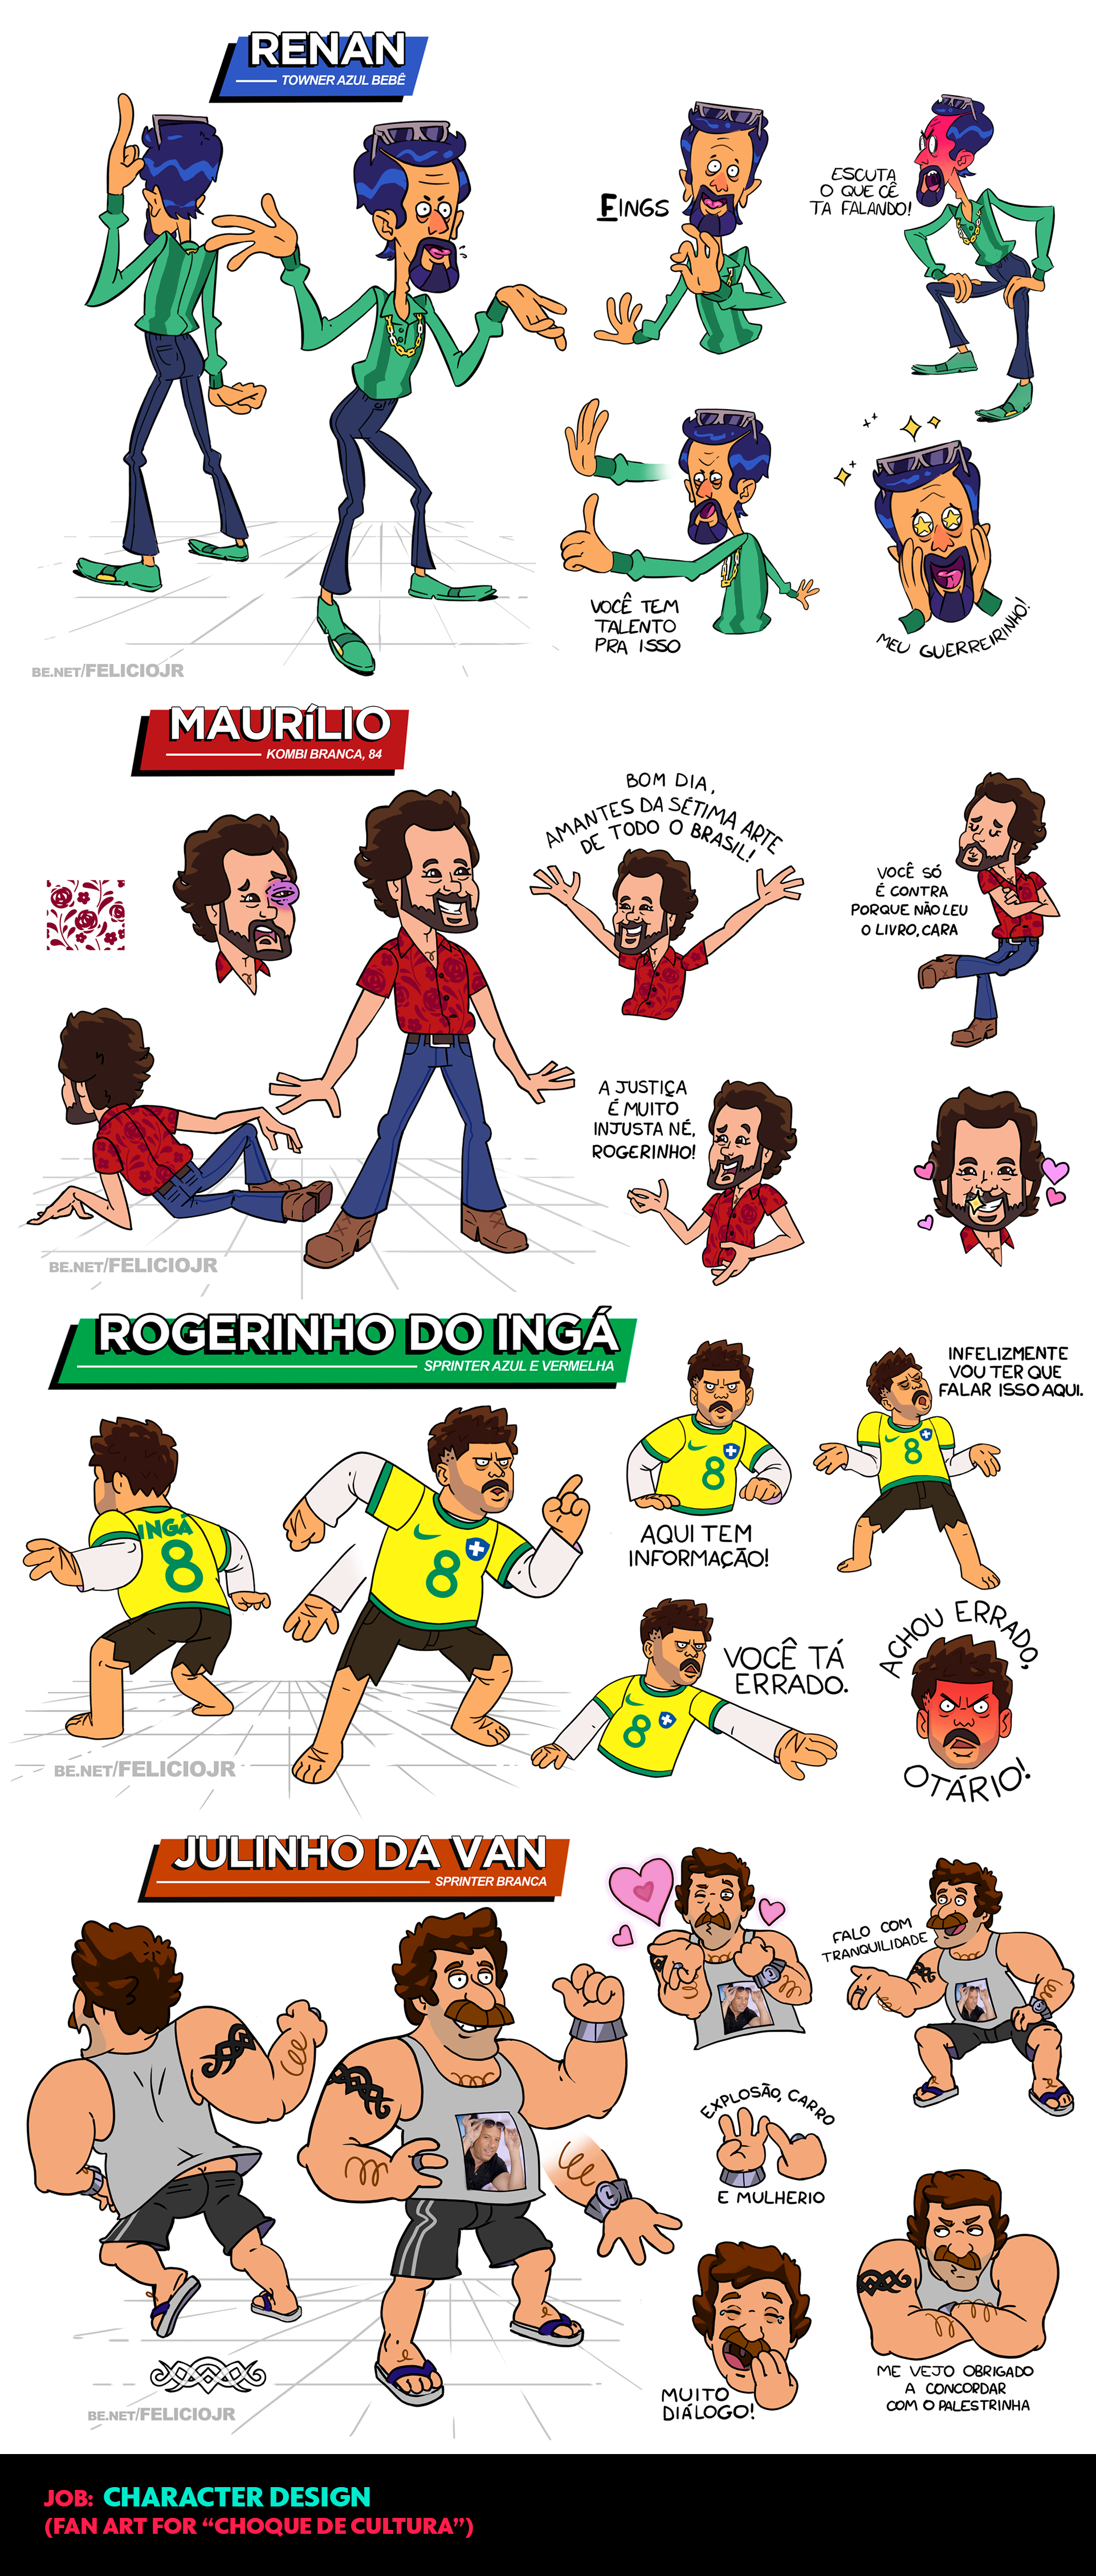 RENAN
TOWNER AZUL BEBÊ
FINGS
ESCUTA
O QUE CÊ
TA FALANDO!
VOCÊ TEM
TALENTO
PRA ISSO
MEU GUERREIRINHO!
BE.NET/FELICIOJR
MAURíLIO
KOMBI BRANCA, 84
BOM DIA,
AMANTES DA SÉTIMA ARTE
DE TODO O BRASIL!
VOCÊ SÓ
É CONTRA
PORQUE NÃO LEU
O LIVRO, CARA
A JUSTIÇA
É MUITO
INJUSTA NÉ,
ROGERINHO!
BE.NET/FELICIOJR
ROGERINHO DO INGÁ
SPRINTER AZUL E VERMELHA
INFELIZMENTE
VOU TER QUE
FALAR ISSO AQUI.
INGÁ
8
8
8
8
AQUI TEM
INFORMAÇÃO!
8
VOCÊ TÁ
ERRADO.
ACHOU ERRADO,
OTÁRIO!
BE.NET/FELICIOJR
JULINHO DA VAN
SPRINTER BRANCA
FALO COM
TRANQUILIDADE
EXPLOSÃO, CARRO
E MULHERIO
MUITO
DIÁLOGO!
ME VEJO OBRIGADO
A CONCORDAR
COM O PALESTRINHA
BE.NET/FELICIOJR
JOB: CHARACTER DESIGN
(FAN ART FOR “CHOQUE DE CULTURA”)